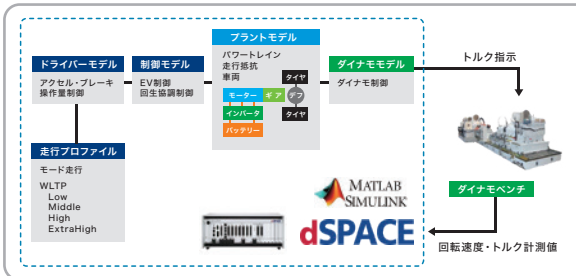 ドライバーモデル
アクセル・ブレーキ
操作量制御
制御モデル
EV制御
回生協調制御
プラントモデル
パワートレイン
走行抵抗
車両
タイヤ
モーター
ギア
デフ
インバータ
タイヤ
バッテリー
ダイナモモデル
ダイナモ制御
トルク指示
走行プロファイル
モード走行
WLTP
Low
Middle
High
ExtraHigh
MATLAB
SIMULINK
dSPACE
ダイナモベンチ
回転速度・トルク計測値